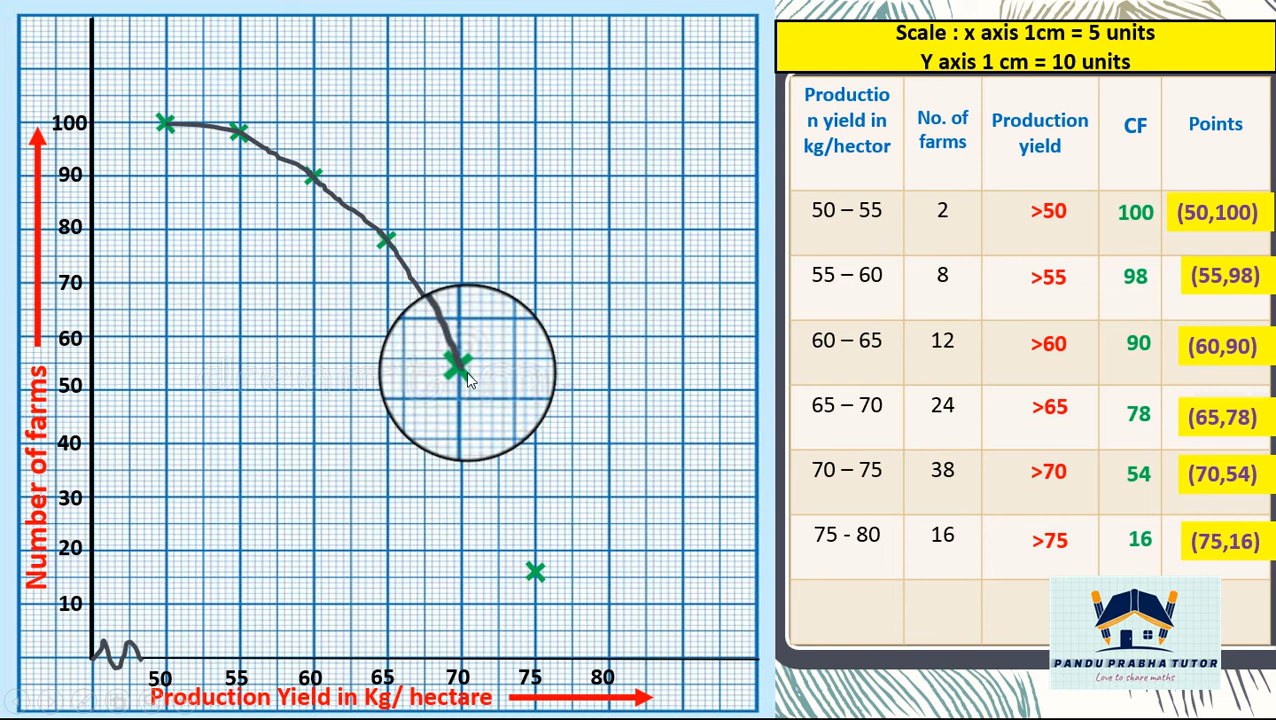 Scale : x axis 1cm = 5 units
Y axis 1 cm = 10 units
100
90
80
70
60
50
40
30
20
10
Number of farms
50 55 60 65 70 75 80
Production Yield in Kg/ hectare
Productio
n yield in
kg/hector
No. of
farms
Production
yield
CF
Points
50 – 55 2 >50 100 (50,100)
55 – 60 8 >55 98 (55,98)
60 – 65 12 >60 90 (60,90)
65 – 70 24 >65 78 (65,78)
70 – 75 38 >70 54 (70,54)
75 - 80 16 >75 16 (75,16)
PANDU PRABHA TUTOR
Love to share maths